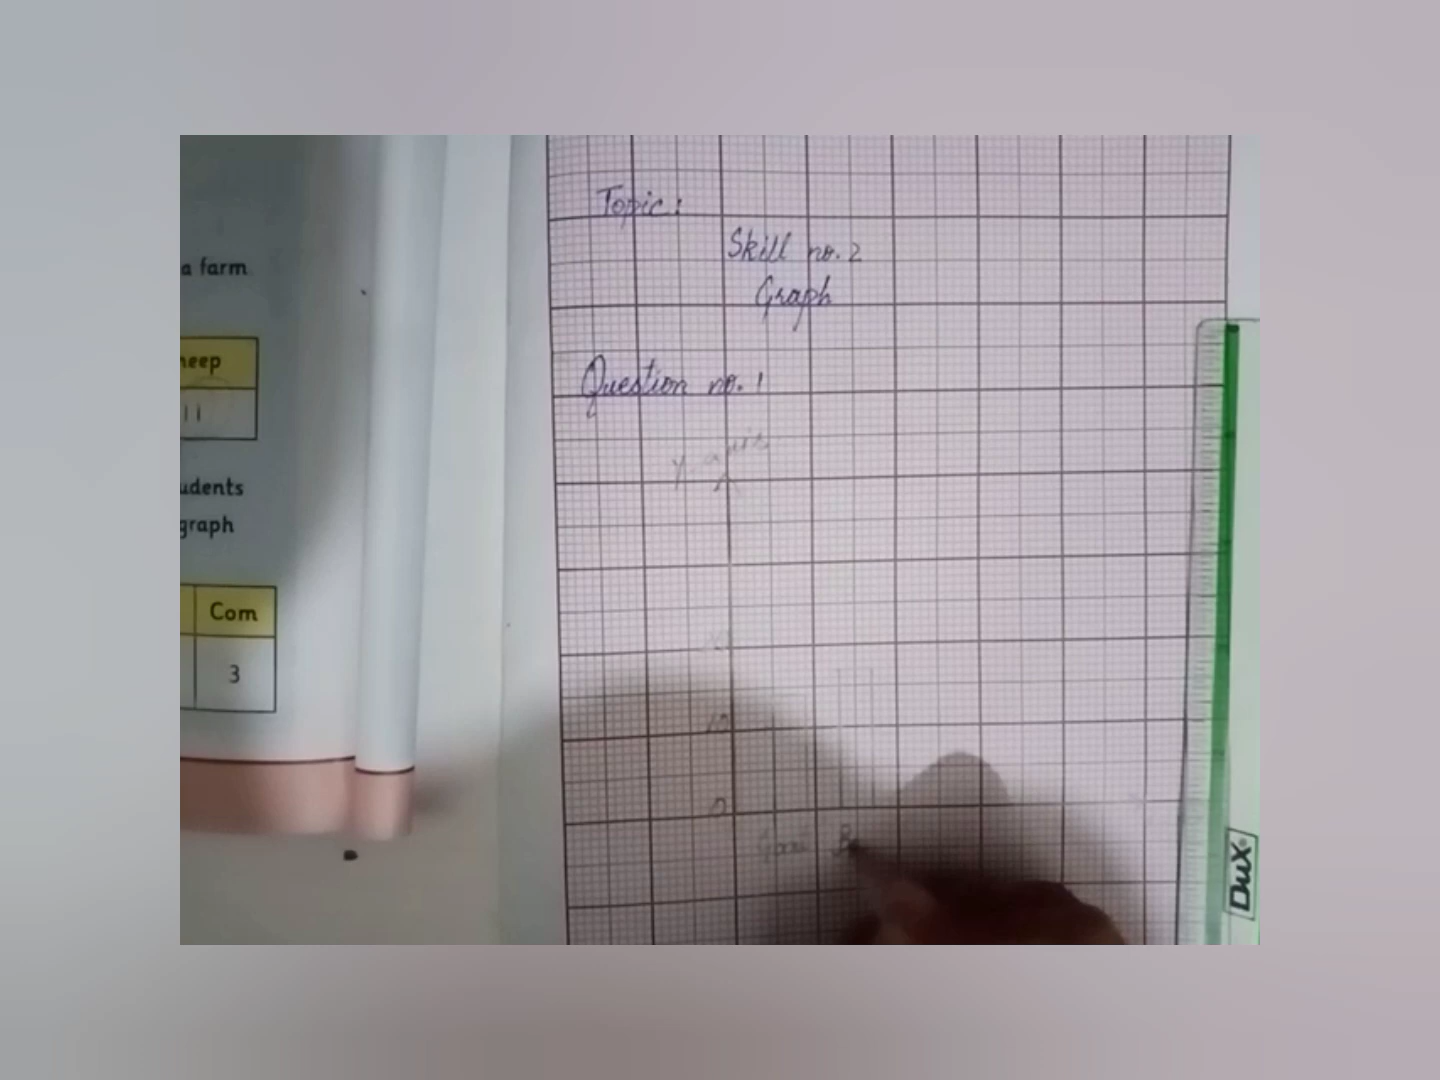 a farm
heep
11
udents
graph
Com
3
Topic:
Skill no. 2
Graph
Question no. 1
Y-axis
10
0
Goat
DUX